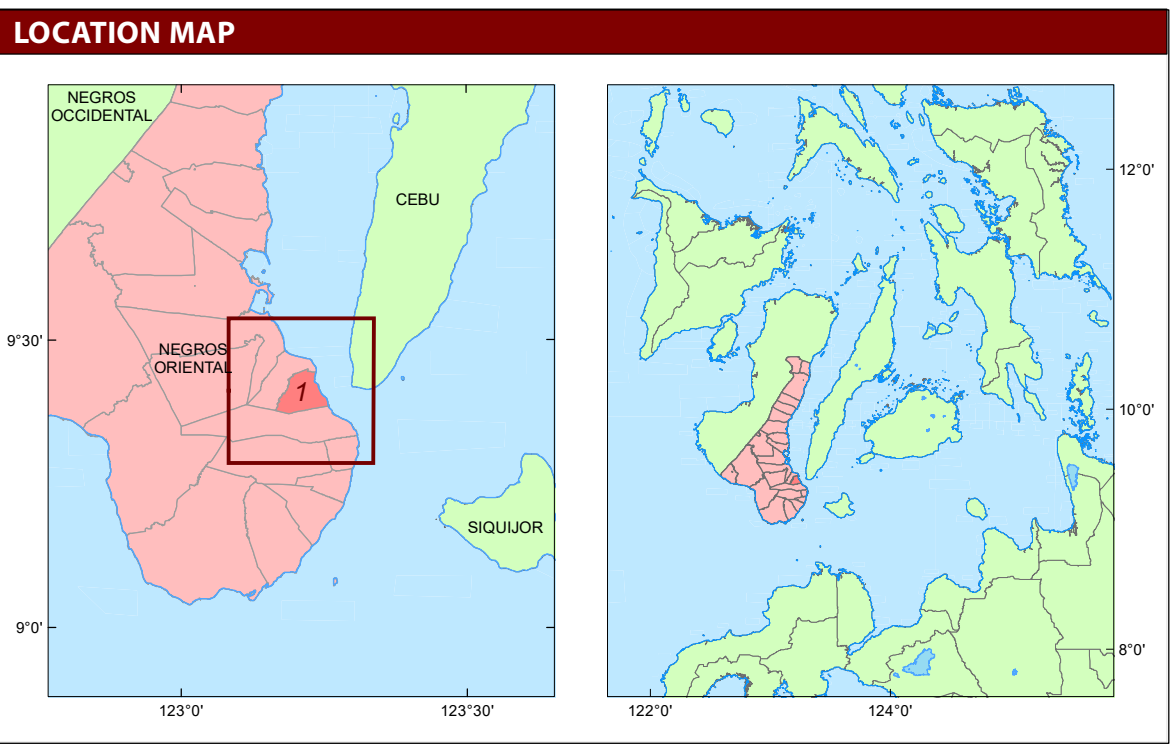 LOCATION MAP
NEGROS
OCCIDENTAL
CEBU
9°30'
NEGROS
ORIENTAL
1
SIQUIJOR
9°0'
123°0'
123°30'
12°0'
10°0'
8°0'
122°0'
124°0'